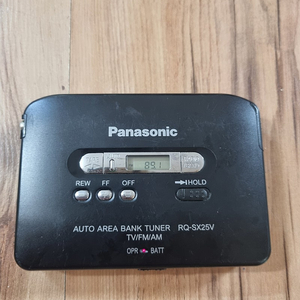 Panasonic
89.1
REW FF OFF
HOLD
AUTO AREA BANK TUNER RQ-SX25V
TV/FM/AM
OPR BATT